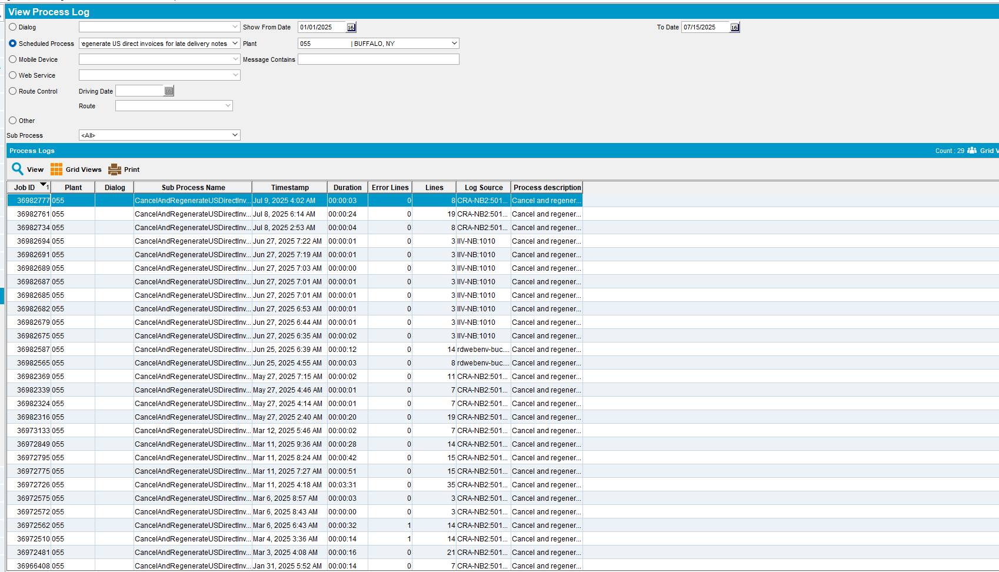 View Process Log
Dialog Show From Date 01/01/2025 16 To Date 07/15/2025 16
Scheduled Process egenerate US direct invoices for late delivery notes Plant 055 | BUFFALO, NY
Mobile Device Message Contains
Web Service
Route Control Driving Date 16
Route
Other
Sub Process <All>
Process Logs Count : 29 Grid V
View Grid Views Print
Job ID 1 Plant Dialog Sub Process Name Timestamp Duration Error Lines Lines Log Source Process description
36982777 055 CancelAndRegenerateUSDirectInv... Jul 9, 2025 4:02 AM 00:00:03 0 8 CRA-NB2:501... Cancel and regener...
36982761 055 CancelAndRegenerateUSDirectInv... Jul 8, 2025 6:14 AM 00:00:24 0 19 CRA-NB2:501... Cancel and regener...
36982734 055 CancelAndRegenerateUSDirectInv... Jul 8, 2025 2:53 AM 00:00:04 0 8 CRA-NB2:501... Cancel and regener...
36982694 055 CancelAndRegenerateUSDirectInv... Jun 27, 2025 7:22 AM 00:00:01 0 3 IIV-NB:1010 Cancel and regener...
36982691 055 CancelAndRegenerateUSDirectInv... Jun 27, 2025 7:19 AM 00:00:01 0 3 IIV-NB:1010 Cancel and regener...
36982689 055 CancelAndRegenerateUSDirectInv... Jun 27, 2025 7:03 AM 00:00:00 0 3 IIV-NB:1010 Cancel and regener...
36982687 055 CancelAndRegenerateUSDirectInv... Jun 27, 2025 7:01 AM 00:00:01 0 3 IIV-NB:1010 Cancel and regener...
36982685 055 CancelAndRegenerateUSDirectInv... Jun 27, 2025 7:01 AM 00:00:01 0 3 IIV-NB:1010 Cancel and regener...
36982682 055 CancelAndRegenerateUSDirectInv... Jun 27, 2025 6:53 AM 00:00:01 0 3 IIV-NB:1010 Cancel and regener...
36982679 055 CancelAndRegenerateUSDirectInv... Jun 27, 2025 6:44 AM 00:00:01 0 3 IIV-NB:1010 Cancel and regener...
36982675 055 CancelAndRegenerateUSDirectInv... Jun 27, 2025 6:35 AM 00:00:02 0 3 IIV-NB:1010 Cancel and regener...
36982587 055 CancelAndRegenerateUSDirectInv... Jun 25, 2025 6:39 AM 00:00:12 0 14 rdwebenv-buc.... Cancel and regener...
36982565 055 CancelAndRegenerateUSDirectInv... Jun 25, 2025 4:55 AM 00:00:03 0 8 rdwebenv-buc.... Cancel and regener...
36982369 055 CancelAndRegenerateUSDirectInv... May 27, 2025 7:15 AM 00:00:02 0 11 CRA-NB2:501... Cancel and regener...
36982339 055 CancelAndRegenerateUSDirectInv... May 27, 2025 4:46 AM 00:00:01 0 7 CRA-NB2:501... Cancel and regener...
36982324 055 CancelAndRegenerateUSDirectInv... May 27, 2025 4:14 AM 00:00:01 0 7 CRA-NB2:501... Cancel and regener...
36982316 055 CancelAndRegenerateUSDirectInv... May 27, 2025 2:40 AM 00:00:20 0 19 CRA-NB2:501... Cancel and regener...
36973133 055 CancelAndRegenerateUSDirectInv... Mar 12, 2025 5:46 AM 00:00:02 0 7 CRA-NB2:501... Cancel and regener...
36972849 055 CancelAndRegenerateUSDirectInv... Mar 11, 2025 9:36 AM 00:00:28 0 14 CRA-NB2:501... Cancel and regener...
36972795 055 CancelAndRegenerateUSDirectInv... Mar 11, 2025 8:24 AM 00:00:42 0 15 CRA-NB2:501... Cancel and regener...
36972775 055 CancelAndRegenerateUSDirectInv... Mar 11, 2025 7:27 AM 00:00:51 0 15 CRA-NB2:501... Cancel and regener...
36972726 055 CancelAndRegenerateUSDirectInv... Mar 11, 2025 4:18 AM 00:03:31 0 35 CRA-NB2:501... Cancel and regener...
36972575 055 CancelAndRegenerateUSDirectInv... Mar 6, 2025 8:57 AM 00:00:03 0 3 CRA-NB2:501... Cancel and regener...
36972572 055 CancelAndRegenerateUSDirectInv... Mar 6, 2025 8:43 AM 00:00:00 0 3 CRA-NB2:501... Cancel and regener...
36972562 055 CancelAndRegenerateUSDirectInv... Mar 6, 2025 6:43 AM 00:00:32 1 14 CRA-NB2:501... Cancel and regener...
36972510 055 CancelAndRegenerateUSDirectInv... Mar 4, 2025 3:36 AM 00:00:14 1 14 CRA-NB2:501... Cancel and regener...
36972481 055 CancelAndRegenerateUSDirectInv... Mar 3, 2025 4:08 AM 00:00:16 0 21 CRA-NB2:501... Cancel and regener...
36966408 055 CancelAndRegenerateUSDirectInv... Jan 31, 2025 5:52 AM 00:00:14 0 7 CRA-NB2:501... Cancel and regener...